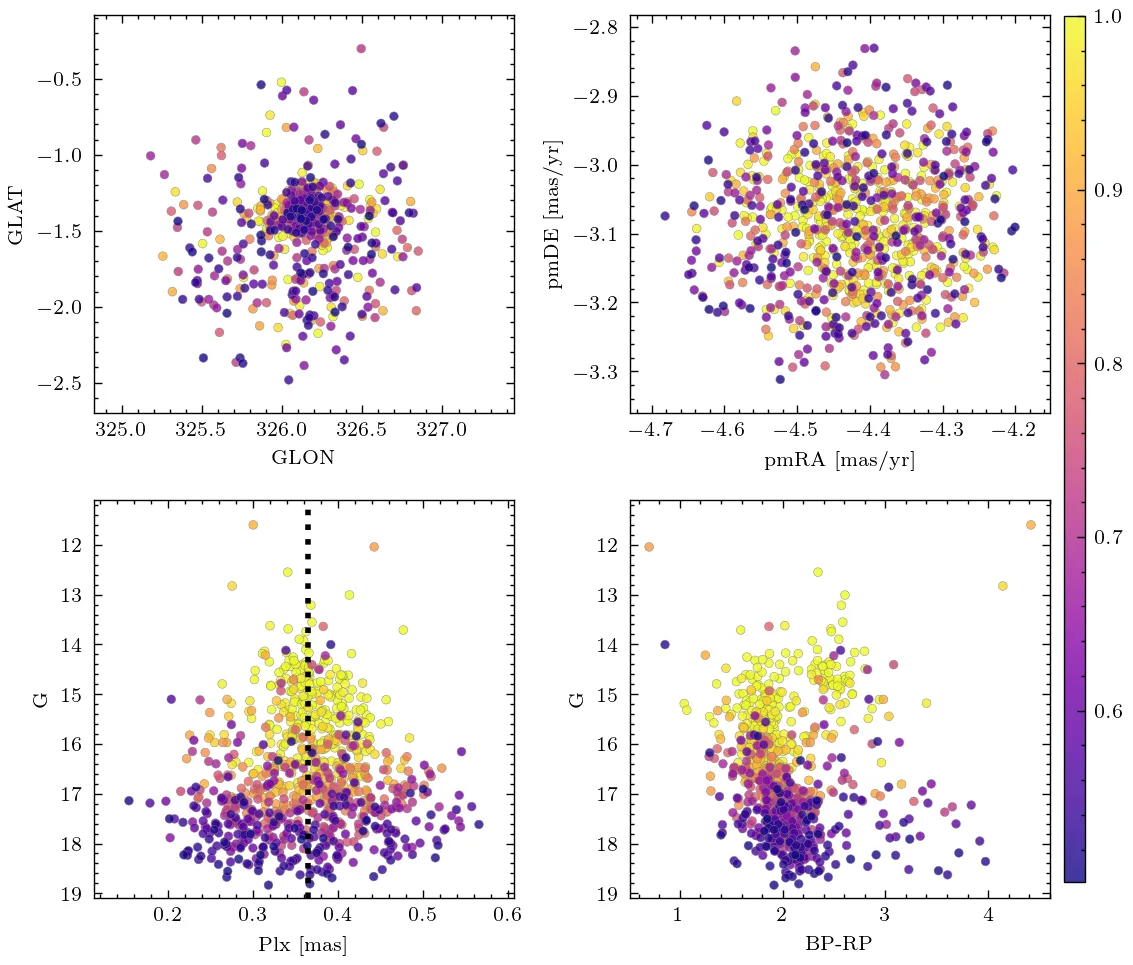 −0.5
−1.0
−1.5
−2.0
−2.5
GLAT
325.0 325.5 326.0 326.5 327.0
GLON
−2.8
−2.9
−3.0
−3.1
−3.2
−3.3
pmDE [mas/yr]
−4.7 −4.6 −4.5 −4.4 −4.3 −4.2
pmRA [mas/yr]
1.0
0.9
0.8
0.7
0.6
12
13
14
15
16
17
18
19
G
0.2 0.3 0.4 0.5 0.6
Plx [mas]
12
13
14
15
16
17
18
19
G
1 2 3 4
BP-RP